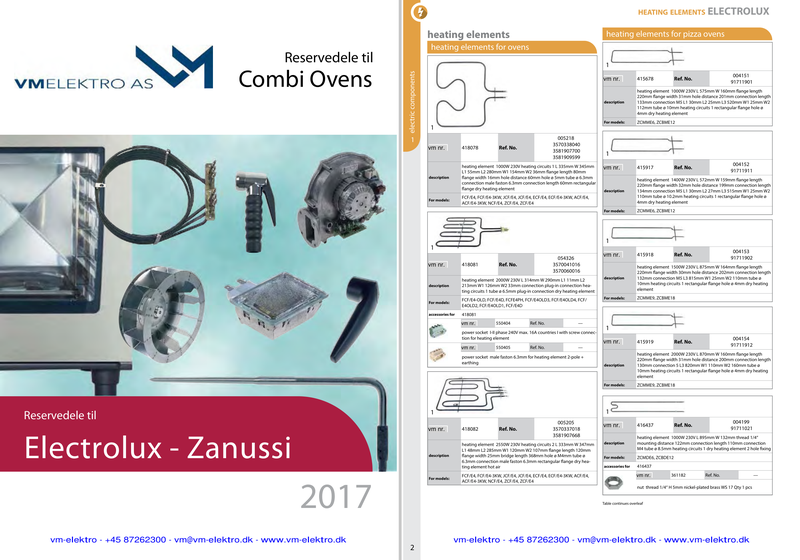 Reservedele til
Combi Ovens
VMELEKTRO AS
Reservedele til
Electrolux - Zanussi
2017
vm-elektro - +45 87262300 - vm@vm-elektro.dk - www.vm-elektro.dk
HEATING ELEMENTS ELECTROLUX
1 electric components
heating elements
heating elements for ovens
1
vm nr. 418078 Ref. No. 005218
3570338040
3581907700
3581909599
description
heating element 1000W 230V heating circuits 1 L 335mm W 345mm
L1 55mm L2 280mm W1 154mm W2 36mm flange length 80mm
flange width 16mm hole distance 60mm hole ø 5mm tube ø 6.3mm
connection male faston 6.3mm connection length 60mm rectangular
flange dry heating element
For models: FCF/E4, FCF/E4-3KW, JCF/E4, JCF/E4, ECF/E4, ECF/E4-3KW, ACF/E4,
ACF/E4-3KW, NCF/E4, ZCF/E4, ZCF/E4
1
vm nr. 418081 Ref. No. 054326
3570041016
3570060016
description
heating element 2000W 230V L 314mm W 290mm L1 11mm L2
213mm W1 126mm W2 33mm connection plug-in connection hea-
ting circuits 1 tube ø 6.5mm plug-in connection dry heating element
For models: FCF/E4-OLD, FCF/E4D, FCFE4PH, FCF/E4OLD3, FCF/E4OLD4, FCF/
E4OLD2, FCF/E4OLD1, FCF/E4D
accessories for 418081
vm nr. 550404 Ref. No. —
power socket 1-8 phase 240V max. 16A countries I with screw connec-
tion for heating element
vm nr. 550405 Ref. No. —
power socket male faston 6.3mm for heating element 2-pole +
earthing
1
vm nr. 418082 Ref. No. 005205
3570337018
3581907668
description
heating element 2550W 230V heating circuits 2 L 333mm W 347mm
L1 48mm L2 285mm W1 120mm W2 107mm flange length 120mm
flange width 25mm bridge length 368mm hole ø M4mm tube ø
6.3mm connection male faston 6.3mm rectangular flange dry hea-
ting element hot air
For models: FCF/E4, FCF/E4-3KW, JCF/E4, JCF/E4, ECF/E4, ECF/E4-3KW, ACF/E4,
ACF/E4-3KW, NCF/E4, ZCF/E4, ZCF/E4
heating elements for pizza ovens
1
vm nr. 415678 Ref. No. 004151
91711901
description
heating element 1000W 230V L 575mm W 160mm flange length
220mm flange width 31mm hole distance 201mm connection length
133mm connection M5 L1 30mm L2 25mm L3 520mm W1 25mm W2
112mm tube ø 10mm heating circuits 1 rectangular flange hole ø
4mm dry heating element
For models: ZCMME6, ZCBME12
1
vm nr. 415917 Ref. No. 004152
91711911
description
heating element 1400W 230V L 572mm W 159mm flange length
220mm flange width 32mm hole distance 199mm connection length
134mm connection M5 L1 30mm L2 27mm L3 515mm W1 25mm W2
110mm tube ø 10.2mm heating circuits 1 rectangular flange hole ø
4mm dry heating element
For models: ZCMME6, ZCBME12
1
vm nr. 415918 Ref. No. 004153
91711902
description
heating element 1500W 230V L 875mm W 164mm flange length
220mm flange width 30mm hole distance 202mm connection length
132mm connection M5 L3 815mm W1 25mm W2 110mm tube ø
10mm heating circuits 1 rectangular flange hole ø 4mm dry heating
element
For models: ZCMME9, ZCBME18
1
vm nr. 415919 Ref. No. 004154
91711912
description
heating element 2000W 230V L 870mm W 160mm flange length
220mm flange width 31mm hole distance 200mm connection length
130mm connection 5 L3 820mm W1 110mm W2 160mm tube ø
10mm heating circuits 1 rectangular flange hole ø 4mm dry heating
element
For models: ZCMME9, ZCBME18
1
vm nr. 416437 Ref. No. 004199
91711021
description
heating element 1000W 230V L 895mm W 132mm thread 1/4"
mounting distance 122mm connection length 110mm connection
M4 tube ø 8.5mm heating circuits 1 dry heating element 2 hole fixing
For models: ZCMDE6, ZCBDE12
accessories for 416437
vm nr. 361182 Ref. No. —
nut thread 1/4" H 5mm nickel-plated brass WS 17 Qty 1 pcs
Table continues overleaf
vm-elektro - +45 87262300 - vm@vm-elektro.dk - www.vm-elektro.dk
2